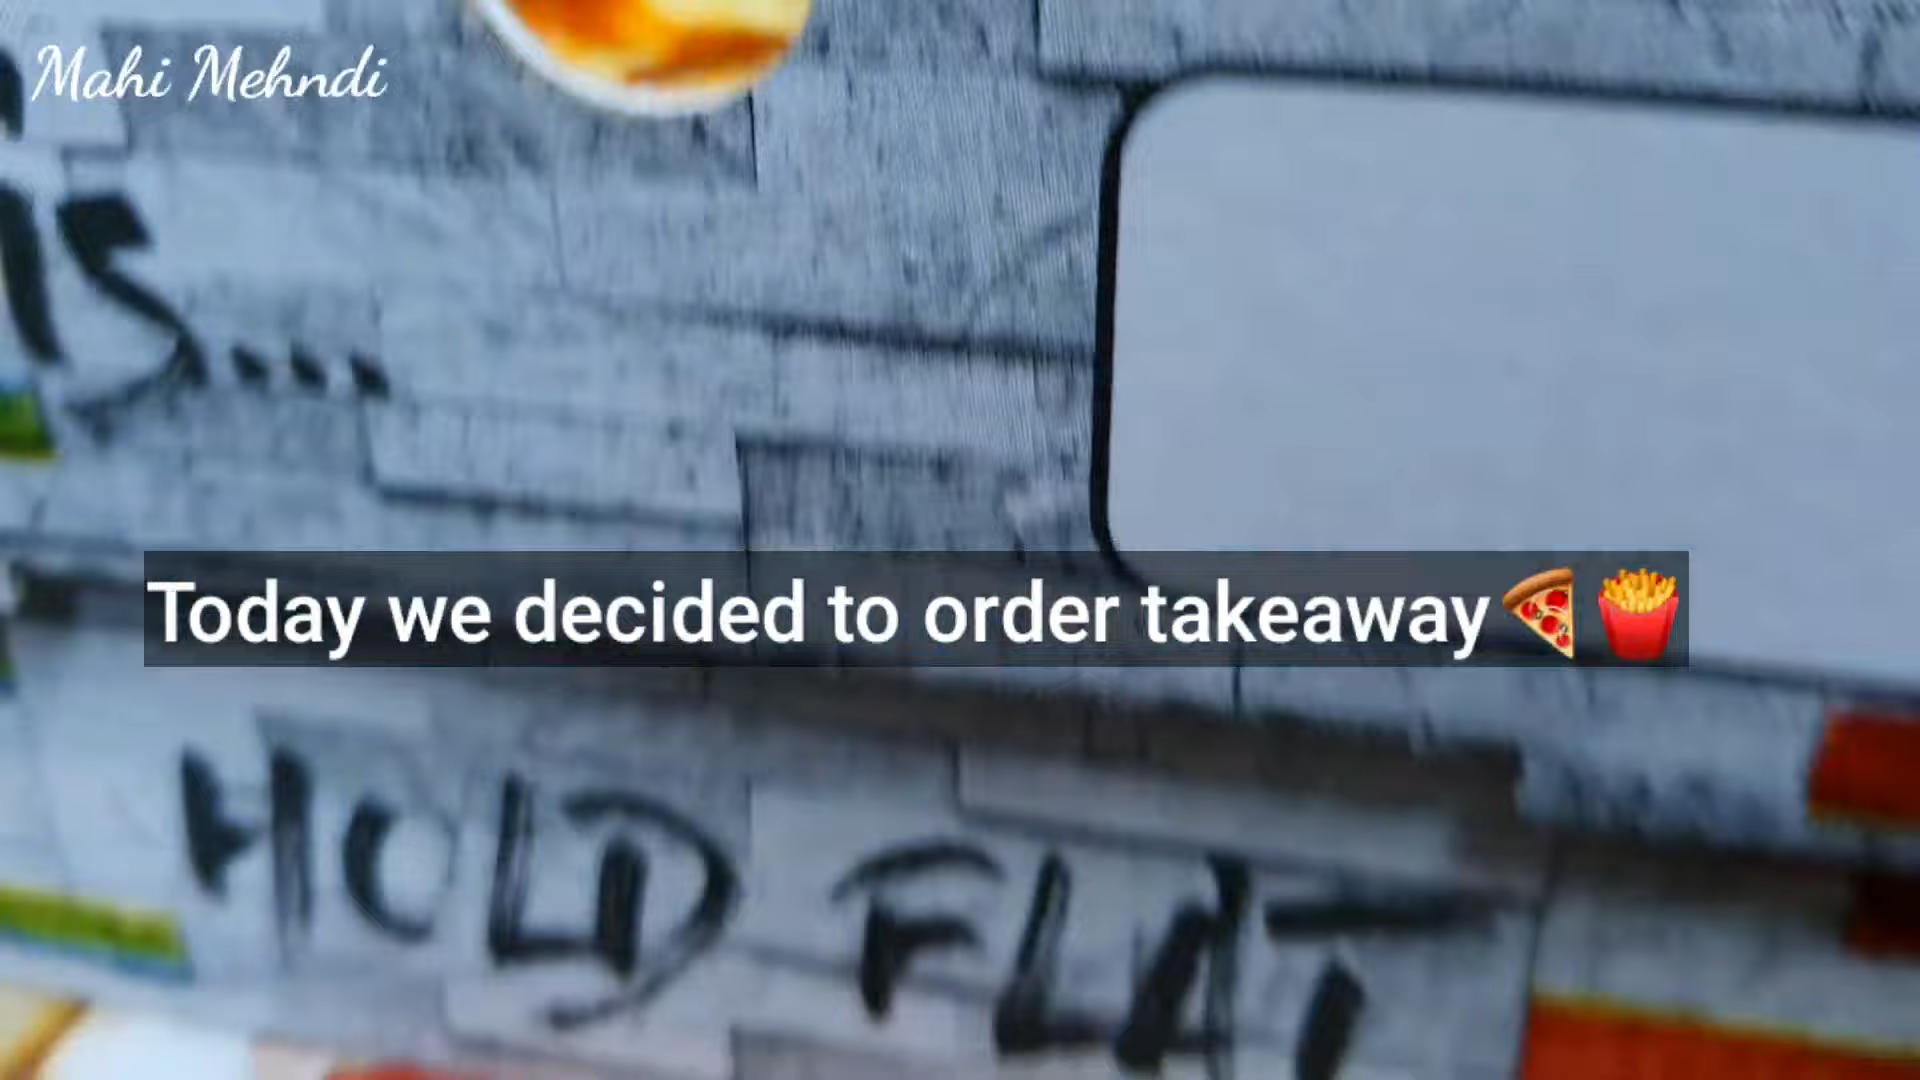 Mahi Mehndi
IS....
Today we decided to order takeaway🍕🍟
HOLD FLAT